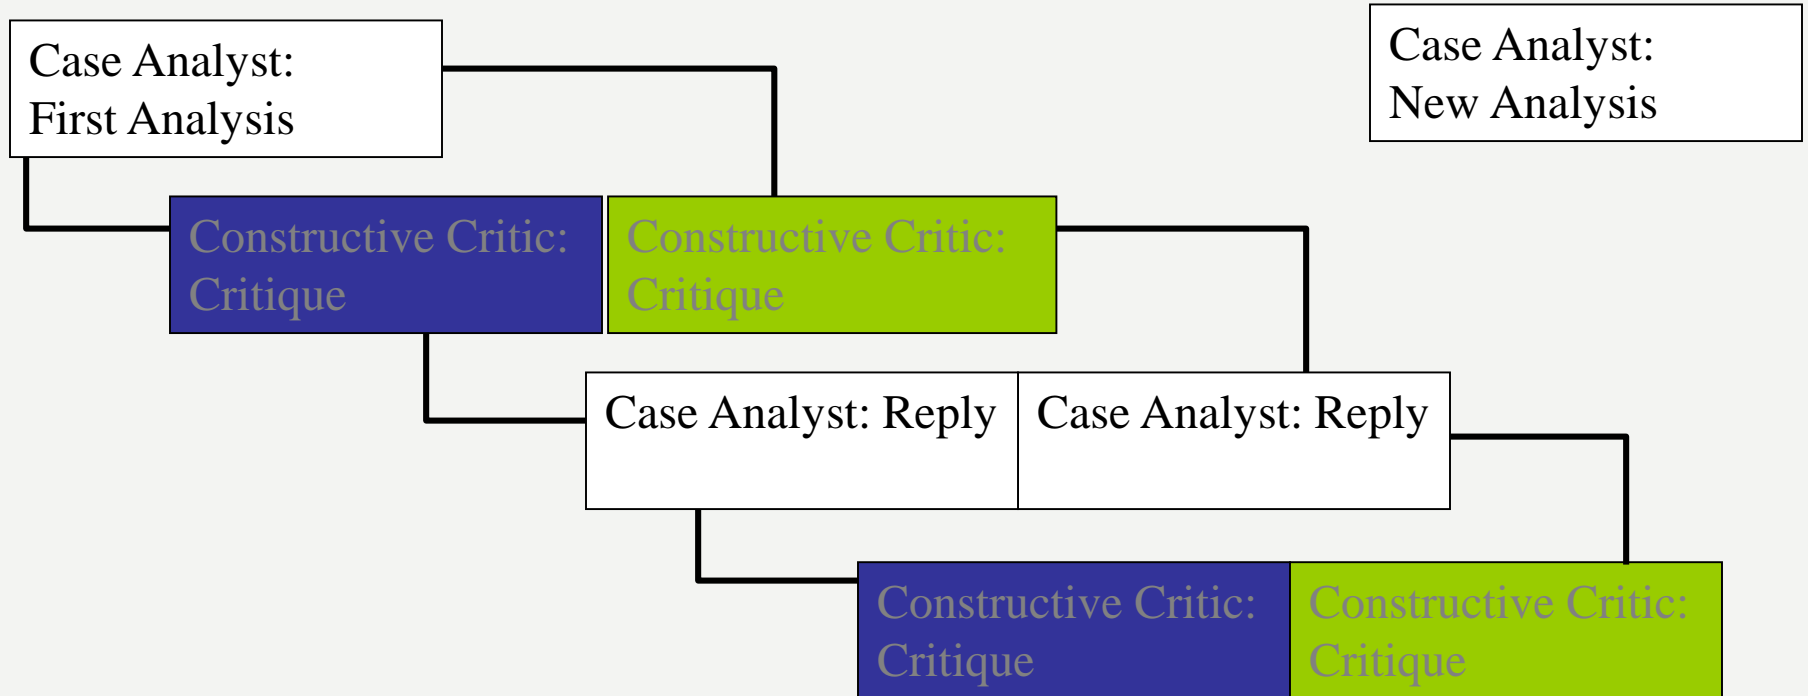 Case Analyst:
First Analysis
Case Analyst:
New Analysis
Constructive Critic:
Critique
Constructive Critic:
Critique
Case Analyst: Reply
Case Analyst: Reply
Constructive Critic:
Critique
Constructive Critic:
Critique